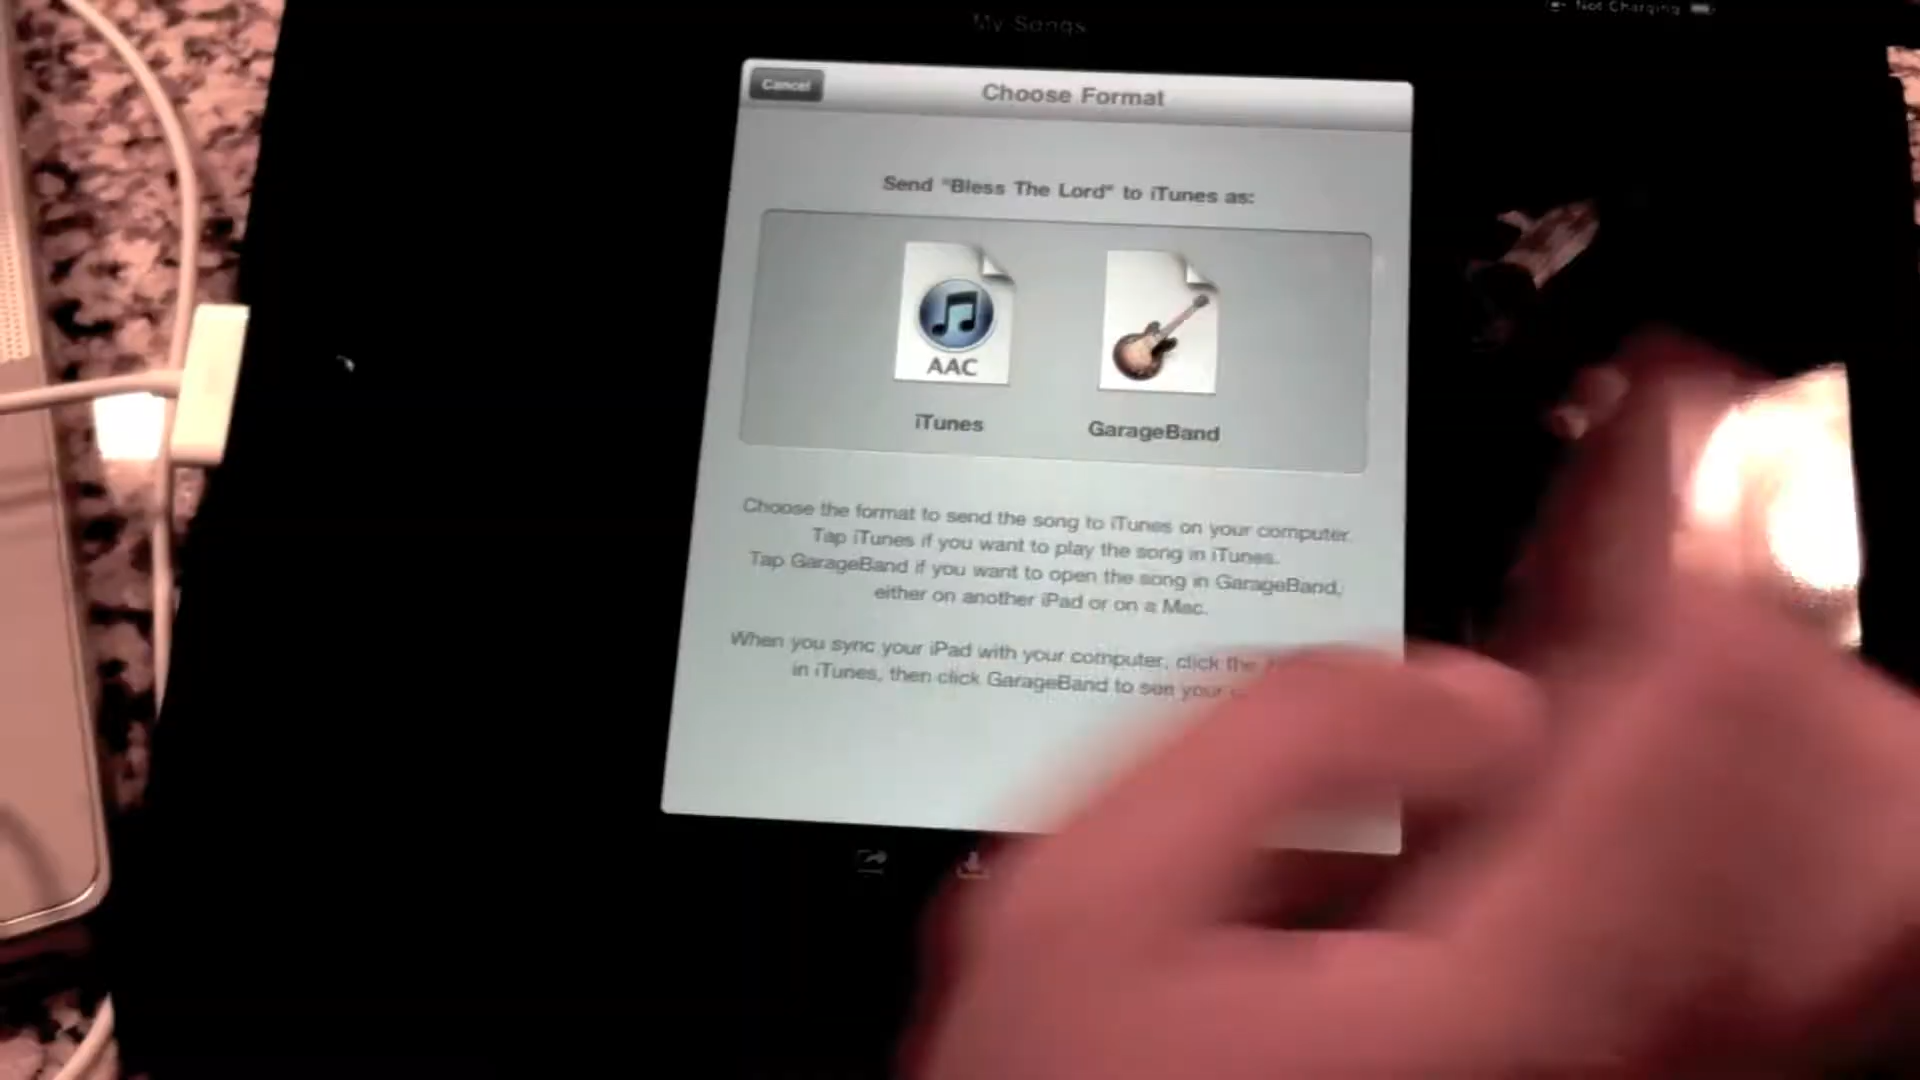 My Songs
Not Charging
Cancel
Choose Format
Send "Bless The Lord" to iTunes as:
AAC
iTunes
GarageBand
Choose the format to send the song to iTunes on your computer.
Tap iTunes if you want to play the song in iTunes.
Tap GarageBand if you want to open the song in GarageBand,
either on another iPad or on a Mac.
When you sync your iPad with your computer, click the
in iTunes, then click GarageBand to see your